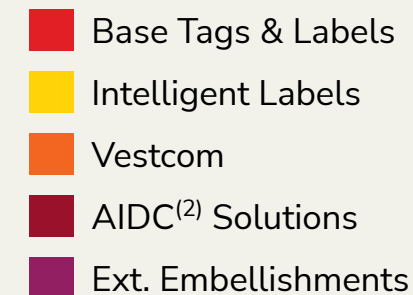 Base Tags & Labels
Intelligent Labels
Vestcom
AIDC(2) Solutions
Ext. Embellishments